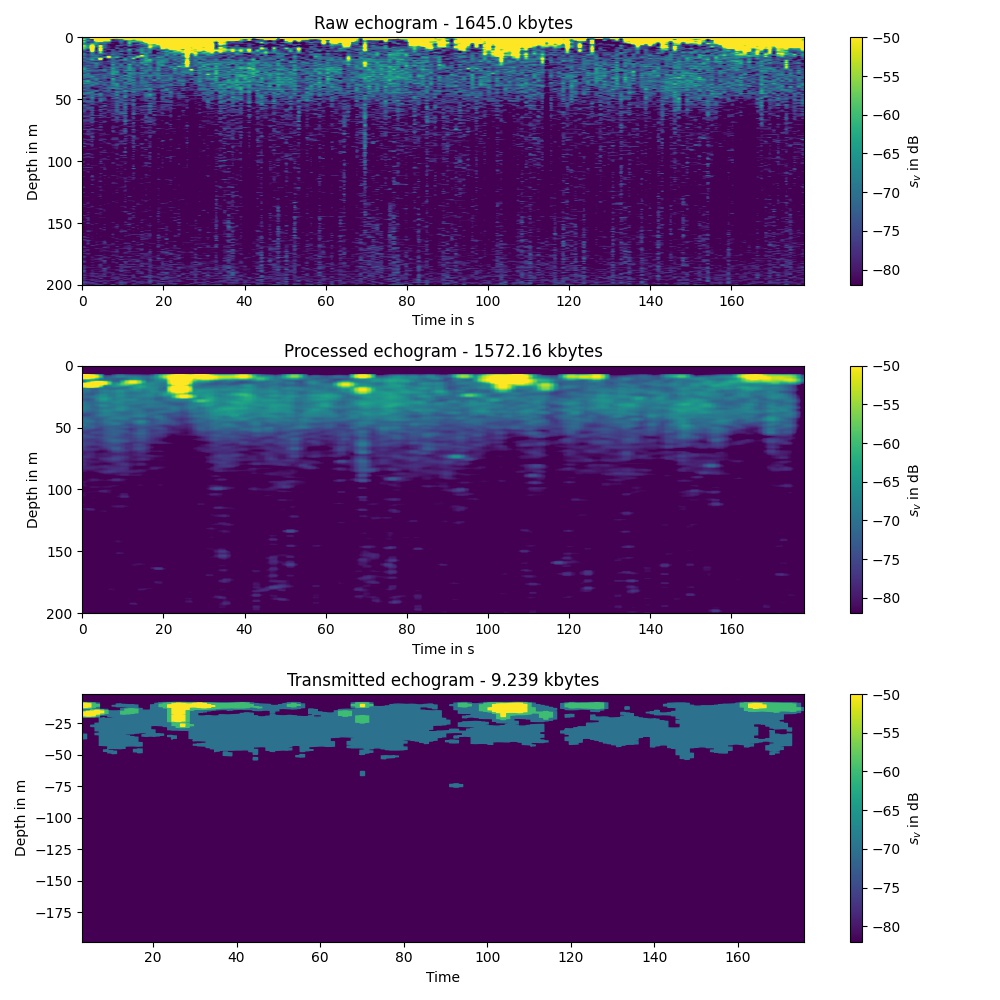 Raw echogram - 1645.0 kbytes
0
50
100
150
200
Depth in m
0 20 40 60 80 100 120 140 160
Time in s
−50
−55
−60
−65
−70
−75
−80
s_v in dB
Processed echogram - 1572.16 kbytes
0
50
100
150
200
Depth in m
0 20 40 60 80 100 120 140 160
Time in s
−50
−55
−60
−65
−70
−75
−80
s_v in dB
Transmitted echogram - 9.239 kbytes
−25
−50
−75
−100
−125
−150
−175
Depth in m
20 40 60 80 100 120 140 160
Time
−50
−55
−60
−65
−70
−75
−80
s_v in dB